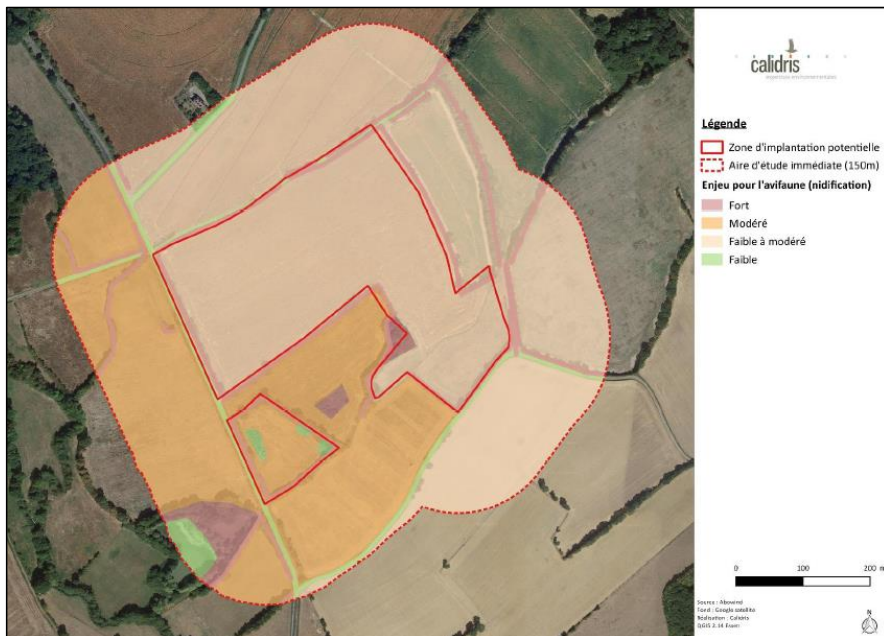 calidris
Légende
Zone d'implantation potentielle
Aire d'étude immédiate (150m)
Enjeu pour l'avifaune (nidification)
Fort
Modéré
Faible à modéré
Faible
0 100 200 m
Source : Abowind
Fond : Google satellite
Réalisation : Calidris
N